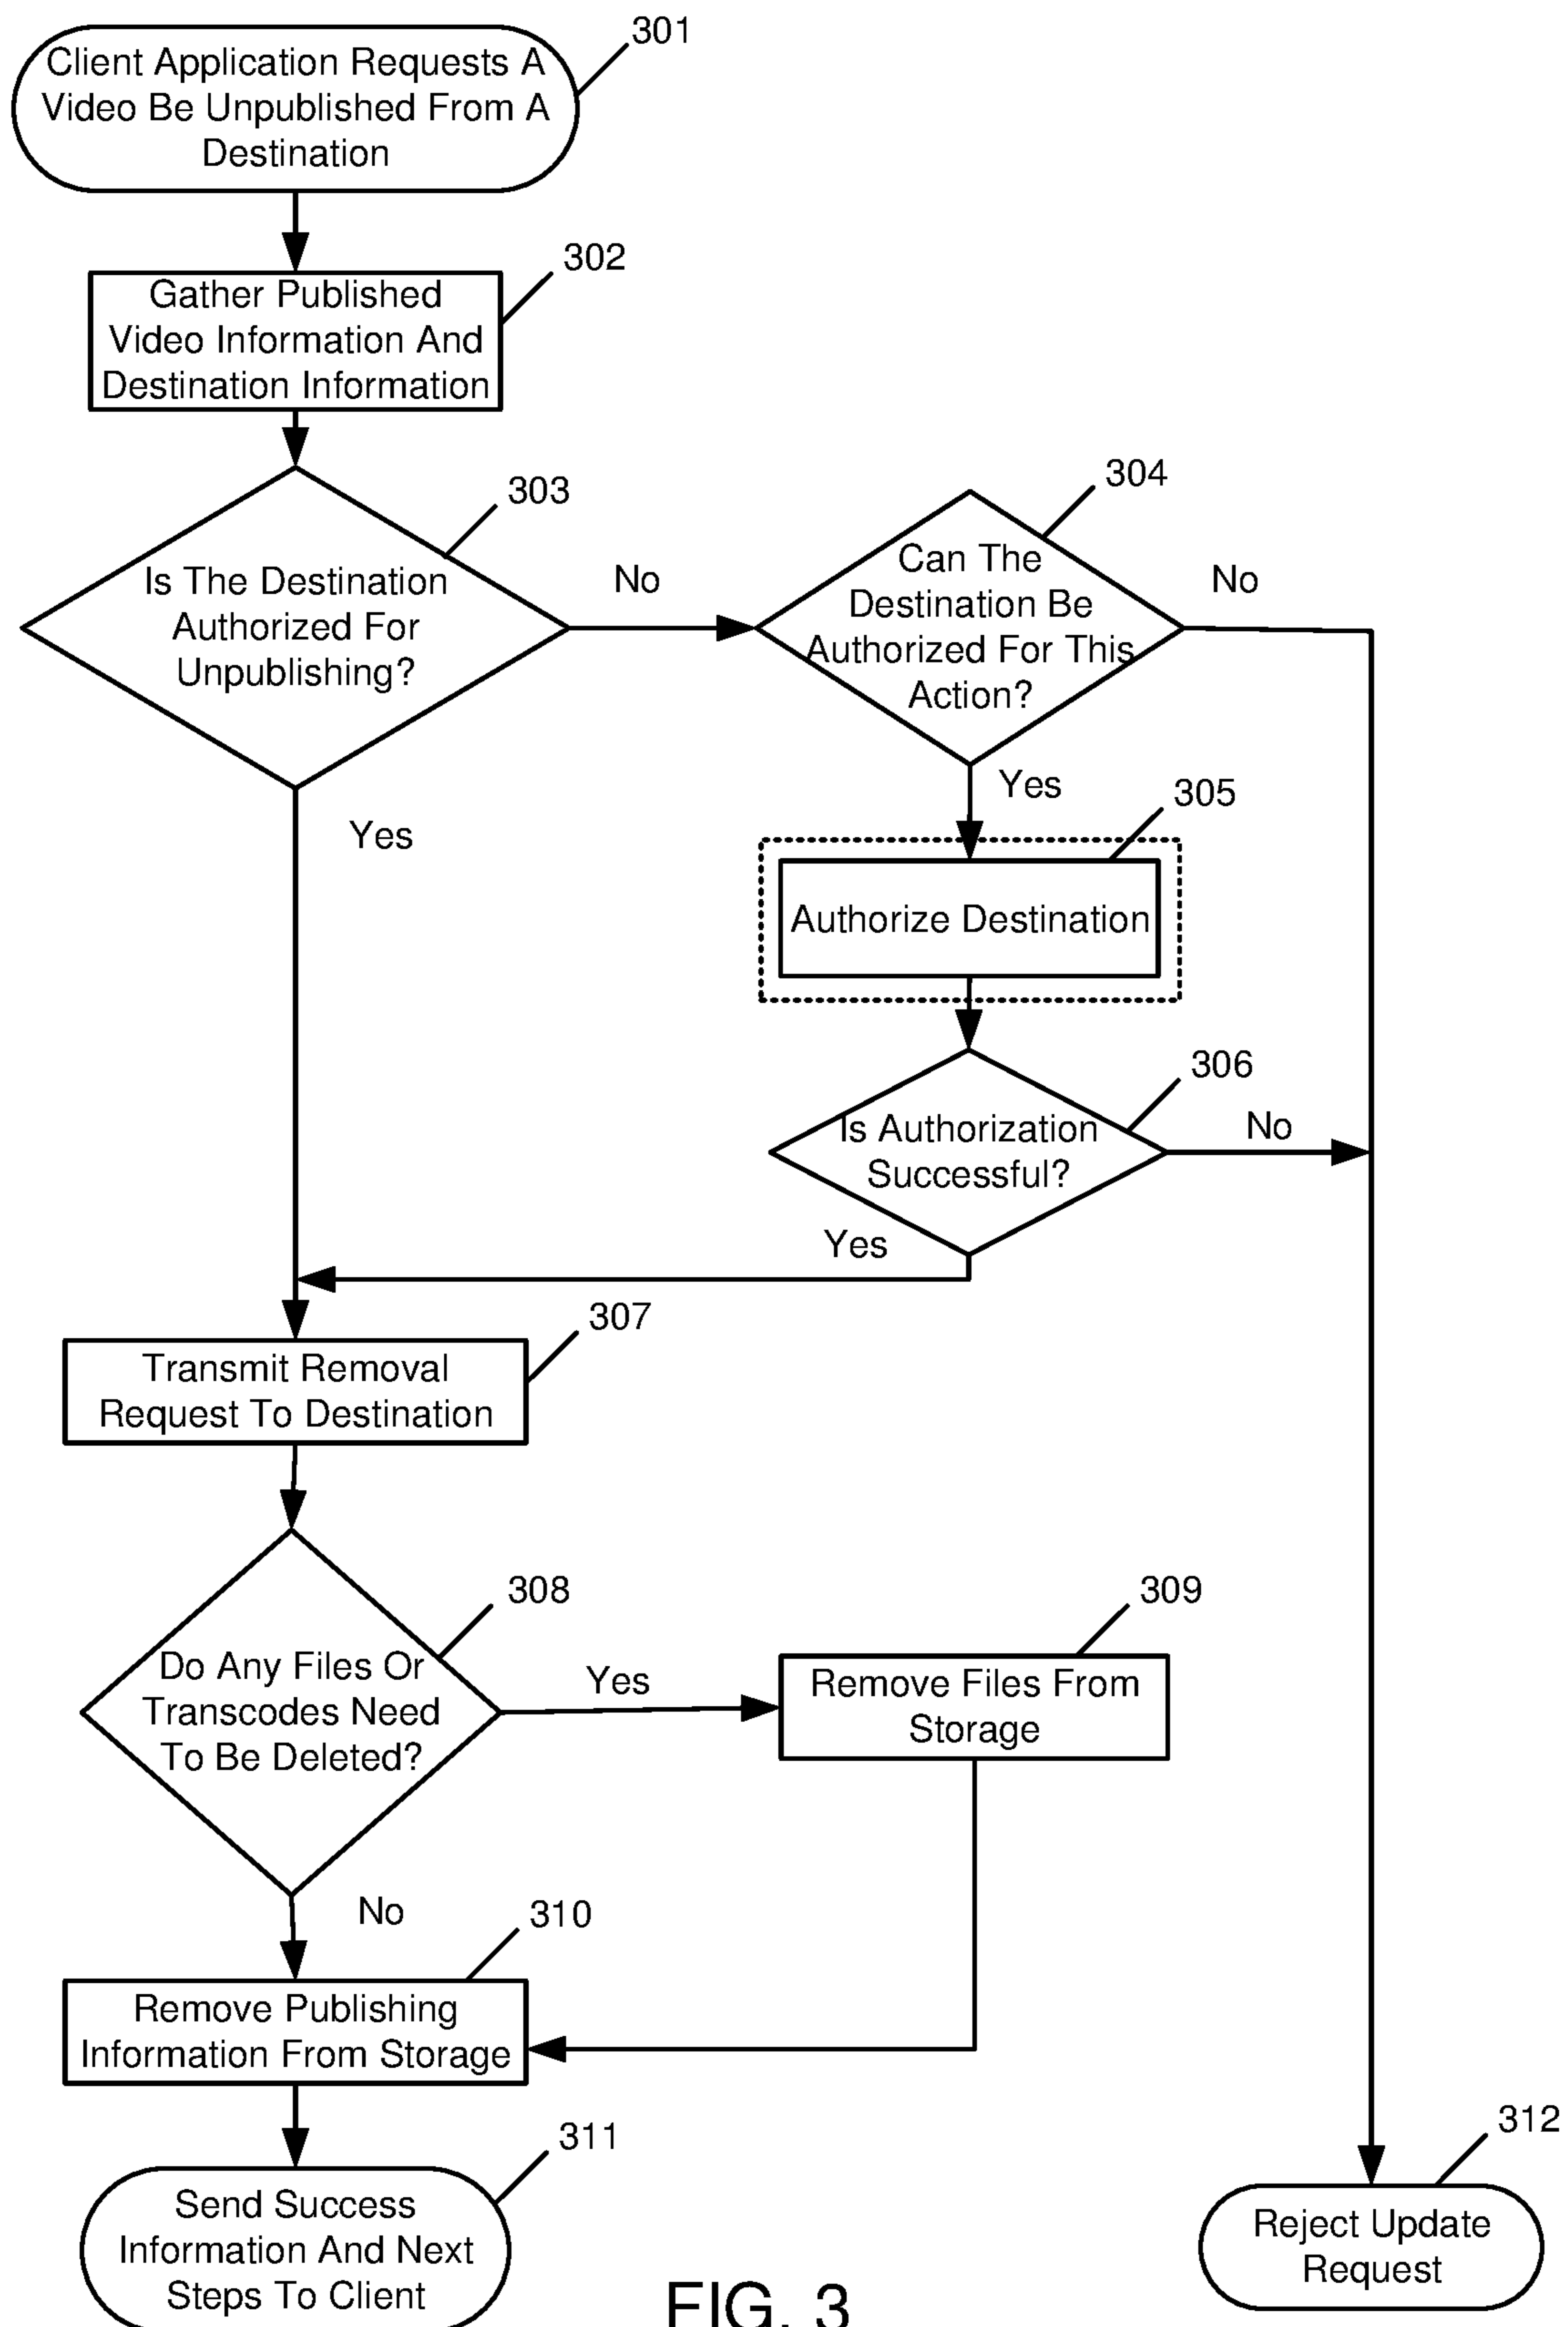 301
Client Application Requests A
Video Be Unpublished From A
Destination
302
Gather Published
Video Information And
Destination Information
303
Is The Destination
Authorized For
Unpublishing?
No
304
Can The
Destination Be
Authorized For This
Action?
No
Yes
Yes
305
Authorize Destination
306
Is Authorization
Successful?
No
Yes
307
Transmit Removal
Request To Destination
308
Do Any Files Or
Transcodes Need
To Be Deleted?
Yes
309
Remove Files From
Storage
No
310
Remove Publishing
Information From Storage
311
Send Success
Information And Next
Steps To Client
312
Reject Update
Request
FIG. 3